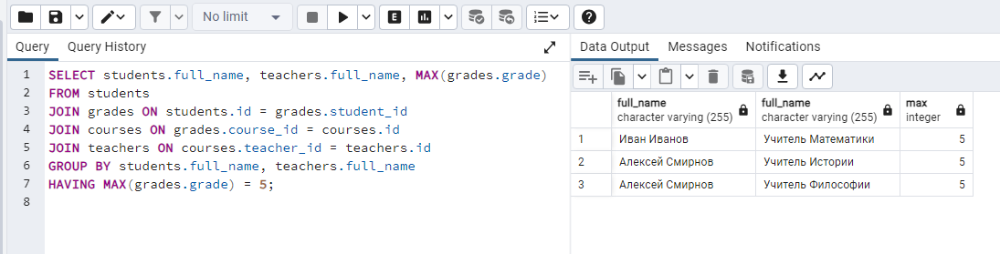 No limit
Query Query History
1 SELECT students.full_name, teachers.full_name, MAX(grades.grade)
2 FROM students
3 JOIN grades ON students.id = grades.student_id
4 JOIN courses ON grades.course_id = courses.id
5 JOIN teachers ON courses.teacher_id = teachers.id
6 GROUP BY students.full_name, teachers.full_name
7 HAVING MAX(grades.grade) = 5;
8
Data Output Messages Notifications
full_name full_name max
character varying (255) character varying (255) integer
1 Иван Иванов Учитель Математики 5
2 Алексей Смирнов Учитель Истории 5
3 Алексей Смирнов Учитель Философии 5